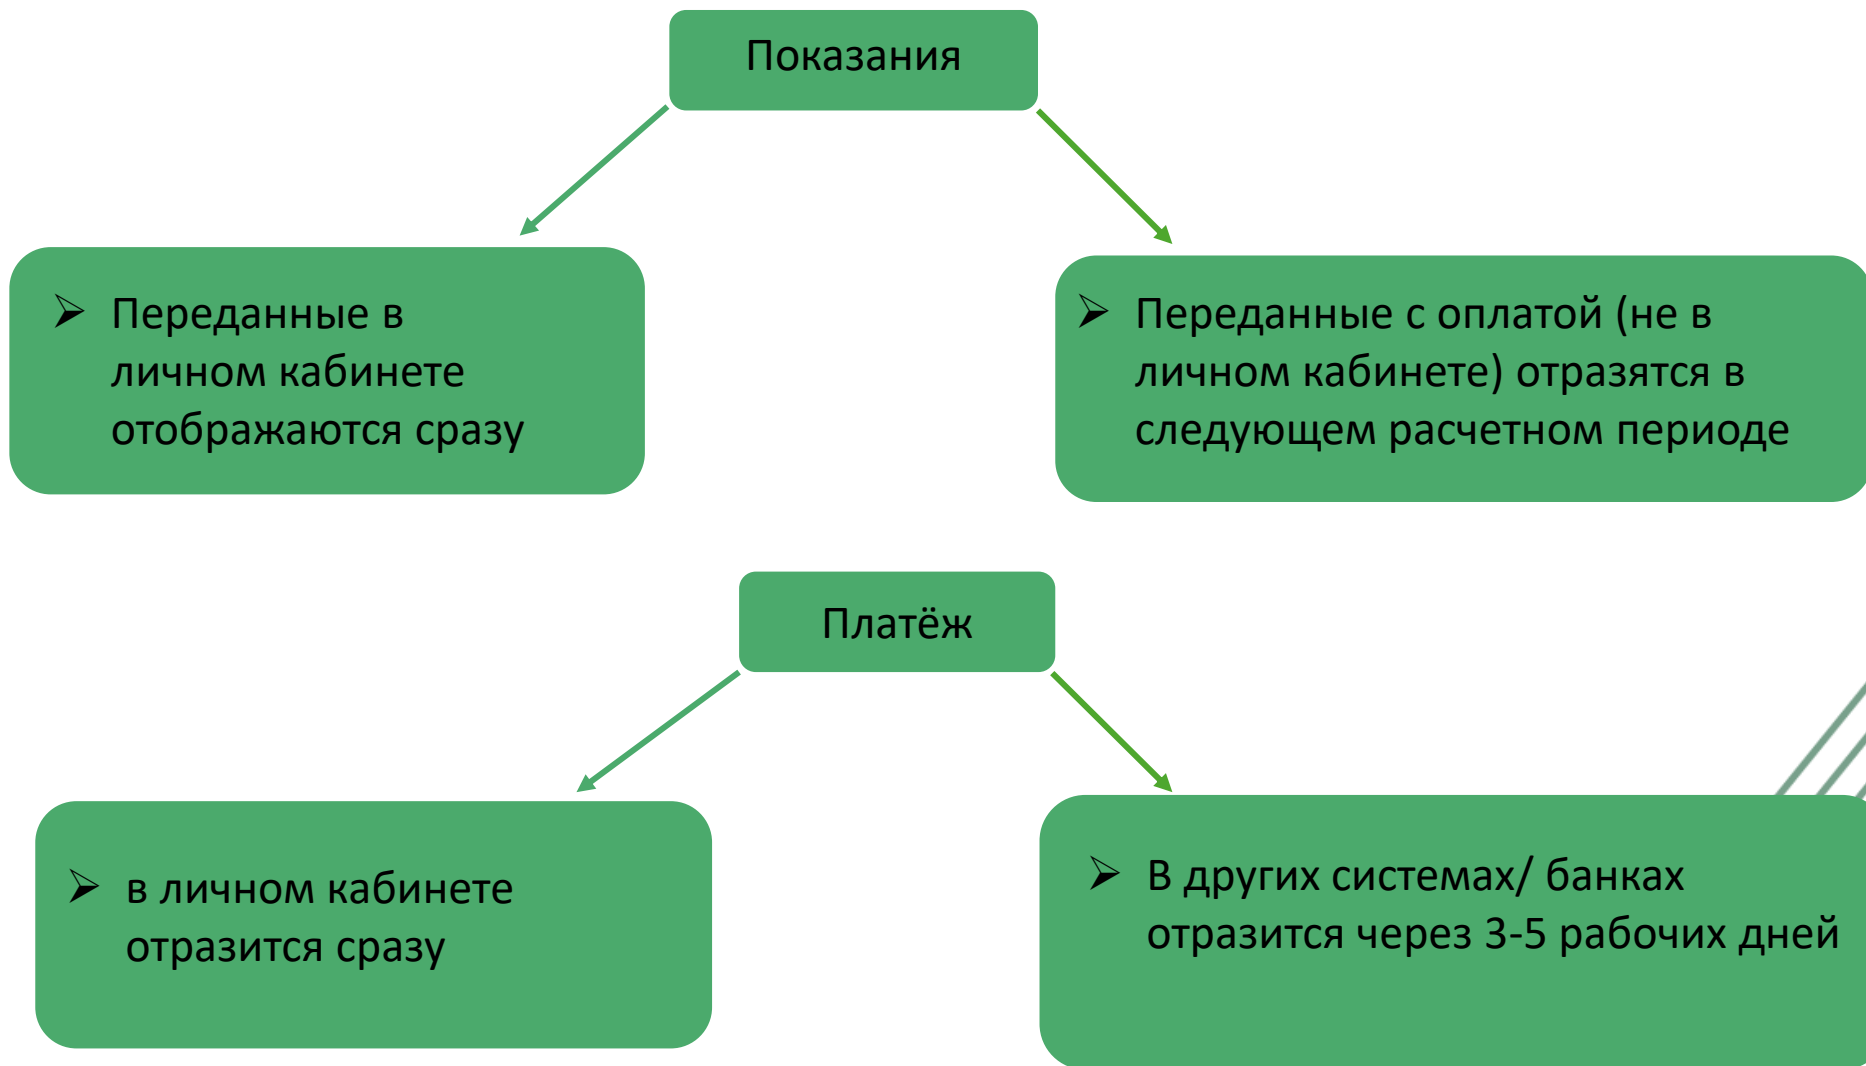 Показания
➢ Переданные в
личном кабинете
отображаются сразу
➢ Переданные с оплатой (не в
личном кабинете) отразятся в
следующем расчетном периоде
Платёж
➢ в личном кабинете
отразится сразу
➢ В других системах/ банках
отразится через 3-5 рабочих дней